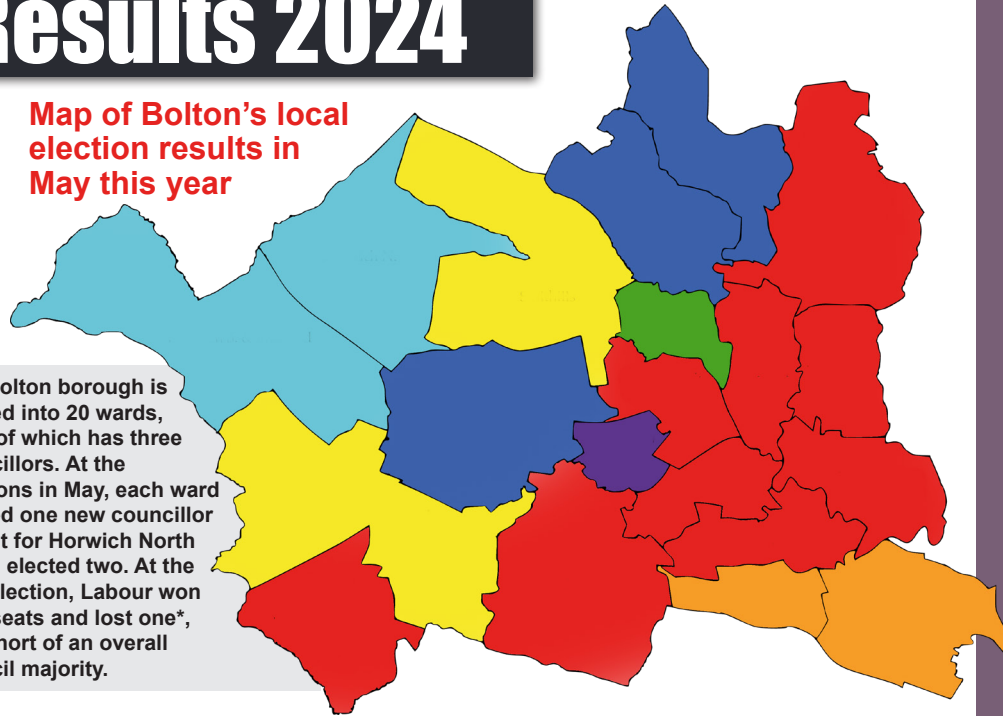 Results 2024
Map of Bolton's local
election results in
May this year
olton borough is
ed into 20 wards,
of which has three
cillors. At the
ons in May, each ward
d one new councillor
t for Horwich North
elected two. At the
lection, Labour won
seats and lost one*,
hort of an overall
cil majority.